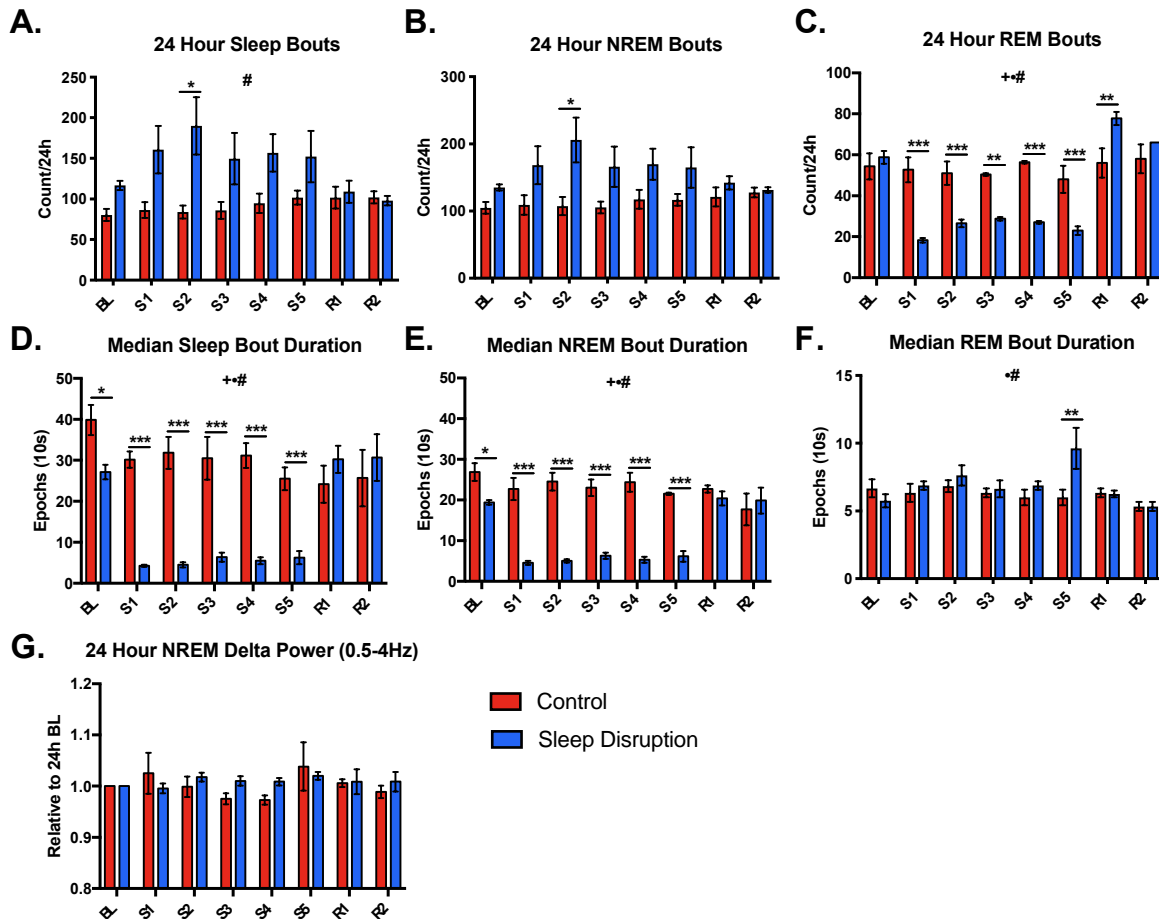 A.
24 Hour Sleep Bouts
Count/24h
250
200
150
100
50
0
*
#
BL S1 S2 S3 S4 S5 R1 R2
B.
24 Hour NREM Bouts
Count/24h
300
200
100
0
*
BL S1 S2 S3 S4 S5 R1 R2
C.
24 Hour REM Bouts
Count/24h
100
80
60
40
20
0
+•#
*** *** ** *** *** **
BL S1 S2 S3 S4 S5 R1 R2
D.
Median Sleep Bout Duration
Epochs (10s)
50
40
30
20
10
0
+•#
* *** *** *** *** ***
BL S1 S2 S3 S4 S5 R1 R2
E.
Median NREM Bout Duration
Epochs (10s)
50
40
30
20
10
0
+•#
* *** *** *** *** ***
BL S1 S2 S3 S4 S5 R1 R2
F.
Median REM Bout Duration
Epochs (10s)
15
10
5
0
•#
**
BL S1 S2 S3 S4 S5 R1 R2
G.
24 Hour NREM Delta Power (0.5-4Hz)
Relative to 24h BL
1.2
1.1
1.0
0.9
0.8
BL S1 S2 S3 S4 S6 R1 R2
Control
Sleep Disruption